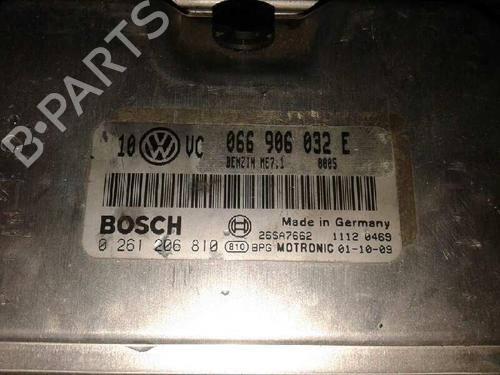 B-PARTS
10 VW VC 066 906 032 E
BENZIN ME7.1 0005
BOSCH
Made in Germany
26SA7662 1112 0469
0 261 206 810 810 BPG MOTRONIC 01-10-09